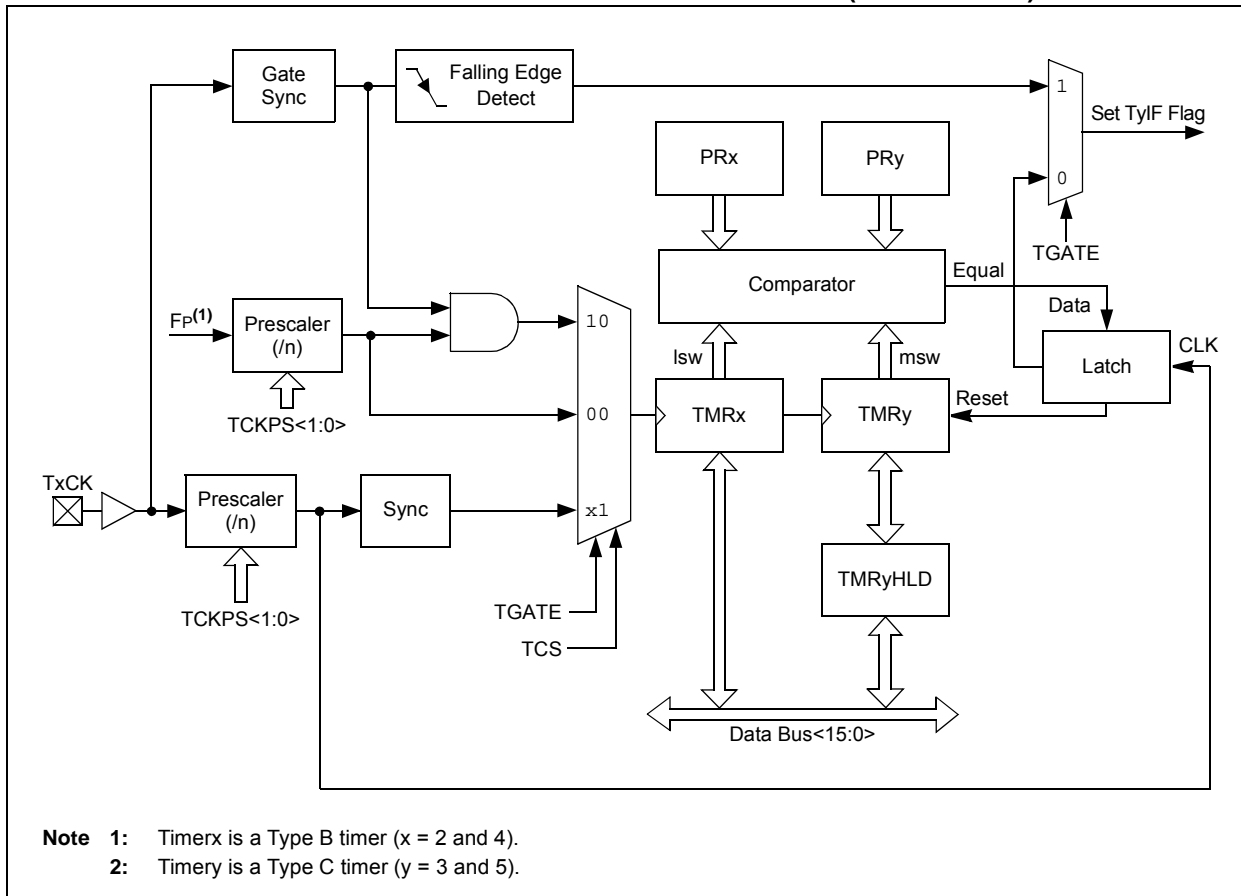 Gate
Sync
Falling Edge
Detect
1
Set TyIF Flag
0
TGATE
PRx
PRy
Comparator
Equal
Data
FP(1)
Prescaler
(/n)
10
lsw
msw
Latch
CLK
TCKPS<1:0>
00
TMRx
TMRy
Reset
TxCK
Prescaler
(/n)
Sync
x1
TMRyHLD
TCKPS<1:0>
TGATE
TCS
Data Bus<15:0>
Note 1: Timerx is a Type B timer (x = 2 and 4).
2: Timery is a Type C timer (y = 3 and 5).